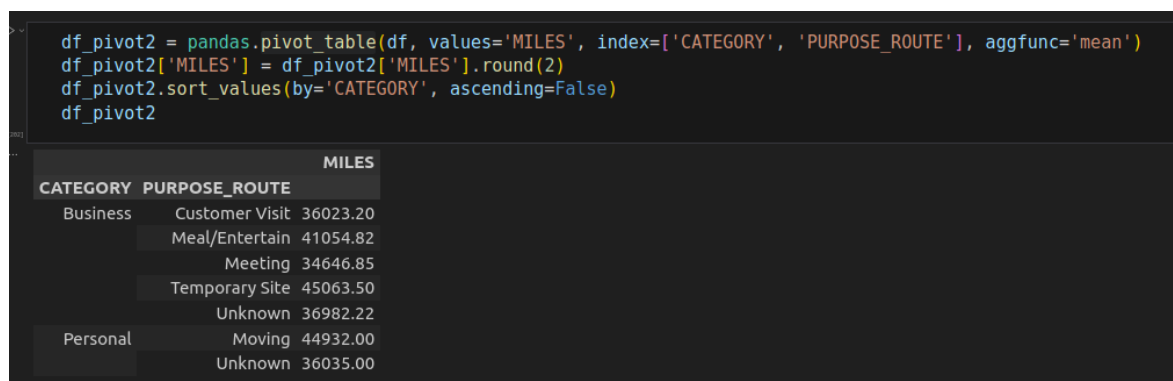 df_pivot2 = pandas.pivot_table(df, values='MILES', index=['CATEGORY', 'PURPOSE_ROUTE'], aggfunc='mean')
df_pivot2['MILES'] = df_pivot2['MILES'].round(2)
df_pivot2.sort_values(by='CATEGORY', ascending=False)
df_pivot2
MILES
CATEGORY PURPOSE_ROUTE
Business Customer Visit 36023.20
Meal/Entertain 41054.82
Meeting 34646.85
Temporary Site 45063.50
Unknown 36982.22
Personal Moving 44932.00
Unknown 36035.00